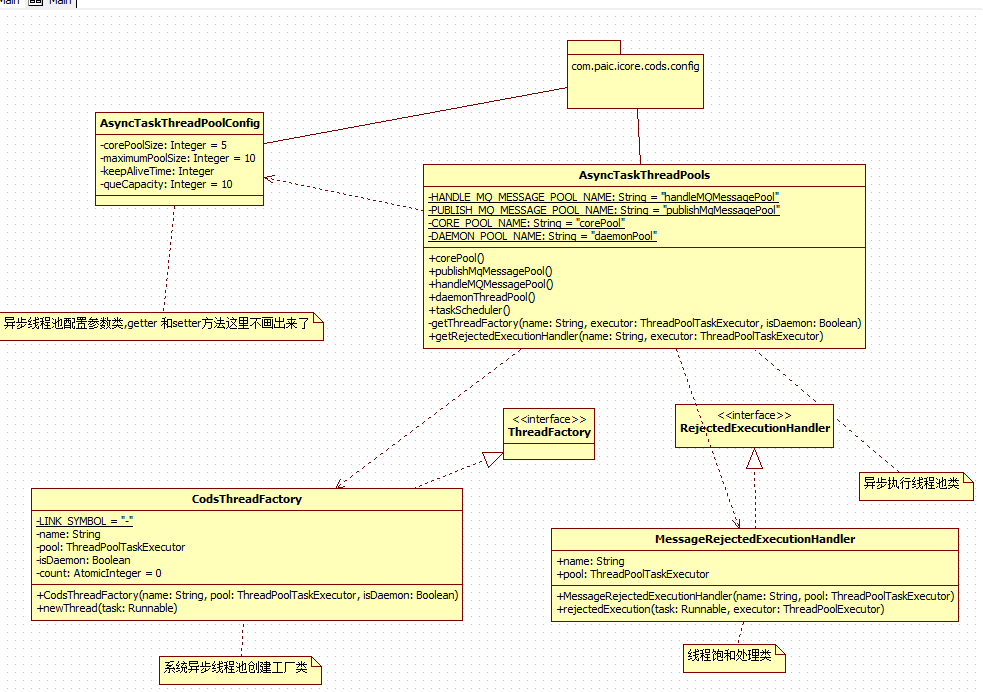 Main
Main
com.paic.icore.cods.config
AsyncTaskThreadPoolConfig
-corePoolSize: Integer = 5
-maximumPoolSize: Integer = 10
-keepAliveTime: Integer
-queCapacity: Integer = 10
AsyncTaskThreadPools
-HANDLE_MQ_MESSAGE_POOL_NAME: String = "handleMQMessagePool"
-PUBLISH_MQ_MESSAGE_POOL_NAME: String = "publishMqMessagePool"
-CORE_POOL_NAME: String = "corePool"
-DAEMON_POOL_NAME: String = "daemonPool"
+corePool()
+publishMqMessagePool()
+handleMQMessagePool()
+daemonThreadPool()
+taskScheduler()
-getThreadFactory(name: String, executor: ThreadPoolTaskExecutor, isDaemon: Boolean)
+getRejectedExecutionHandler(name: String, executor: ThreadPoolTaskExecutor)
异步线程池配置参数类,getter 和setter方法这里不画出来了
<<interface>>
ThreadFactory
<<interface>>
RejectedExecutionHandler
异步执行线程池类
CodsThreadFactory
-LINK_SYMBOL = "-"
-name: String
-pool: ThreadPoolTaskExecutor
-isDaemon: Boolean
-count: AtomicInteger = 0
+CodsThreadFactory(name: String, pool: ThreadPoolTaskExecutor, isDaemon: Boolean)
+newThread(task: Runnable)
MessageRejectedExecutionHandler
+name: String
+pool: ThreadPoolTaskExecutor
+MessageRejectedExecutionHandler(name: String, pool: ThreadPoolTaskExecutor)
+rejectedExecution(task: Runnable, executor: ThreadPoolExecutor)
系统异步线程池创建工厂类
线程饱和处理类